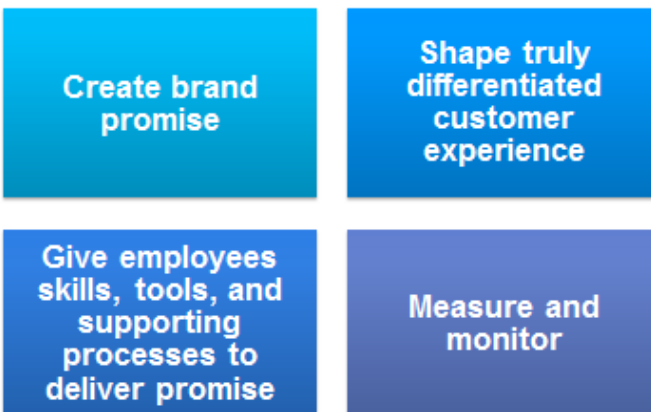 Create brand
promise
Shape truly
differentiated
customer
experience
Give employees
skills, tools, and
supporting
processes to
deliver promise
Measure and
monitor